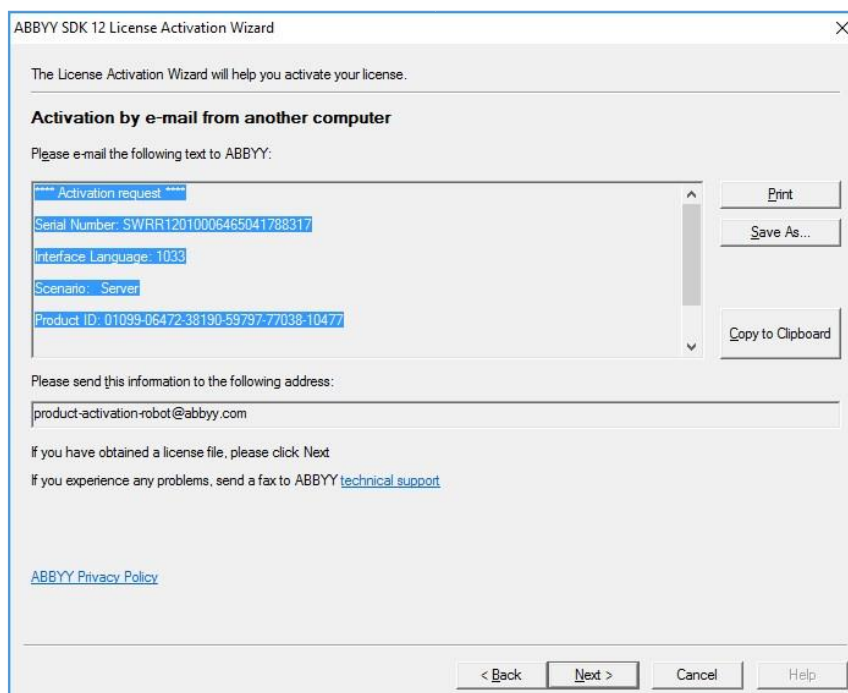 ABBYY SDK 12 License Activation Wizard
The License Activation Wizard will help you activate your license.
Activation by e-mail from another computer
Please e-mail the following text to ABBYY:
**** Activation request ****
Serial Number: SWRR12010006465041788317
Interface Language: 1033
Scenario: Server
Product ID: 01099-06472-38190-59797-77038-10477
Print
Save As...
Copy to Clipboard
Please send this information to the following address:
product-activation-robot@abbyy.com
If you have obtained a license file, please click Next
If you experience any problems, send a fax to ABBYY technical support
ABBYY Privacy Policy
< Back
Next >
Cancel
Help